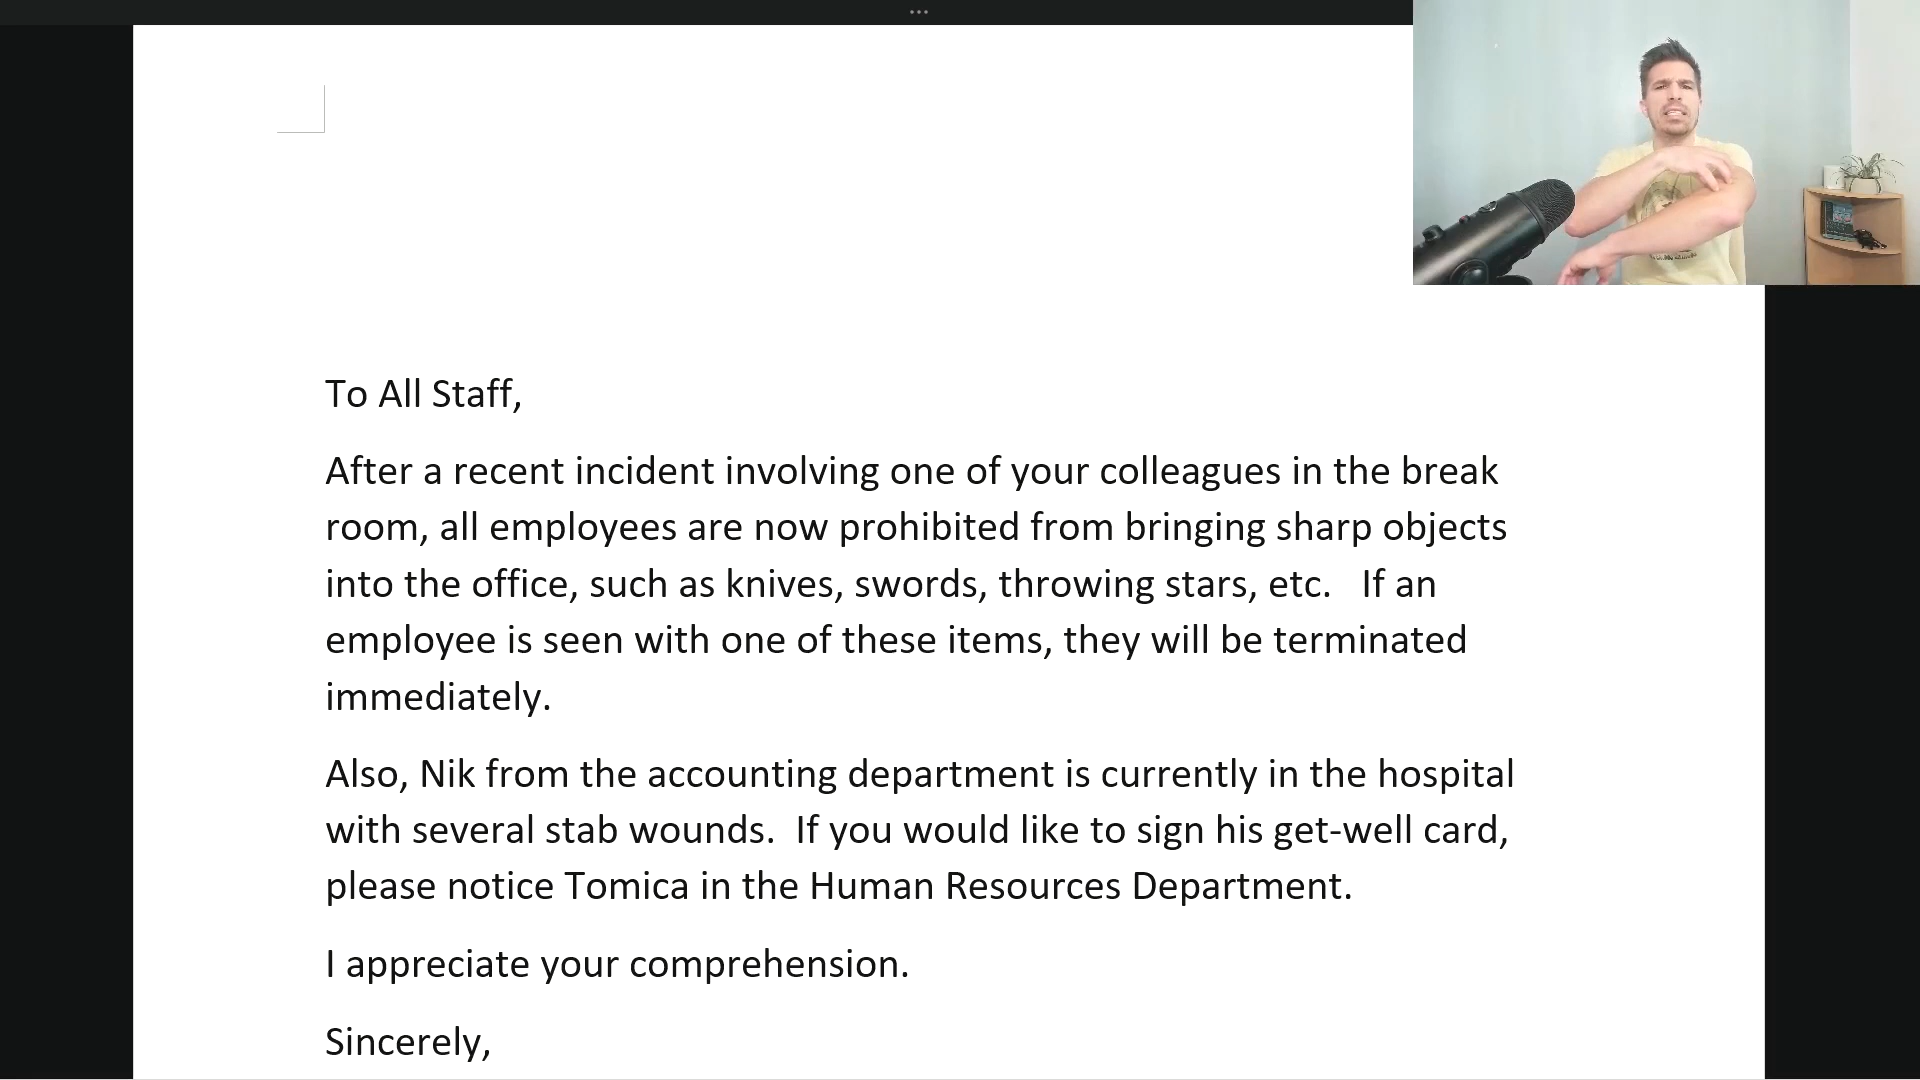 To All Staff,
After a recent incident involving one of your colleagues in the break
room, all employees are now prohibited from bringing sharp objects
into the office, such as knives, swords, throwing stars, etc.   If an
employee is seen with one of these items, they will be terminated
immediately.
Also, Nik from the accounting department is currently in the hospital
with several stab wounds.  If you would like to sign his get-well card,
please notice Tomica in the Human Resources Department.
I appreciate your comprehension.
Sincerely,